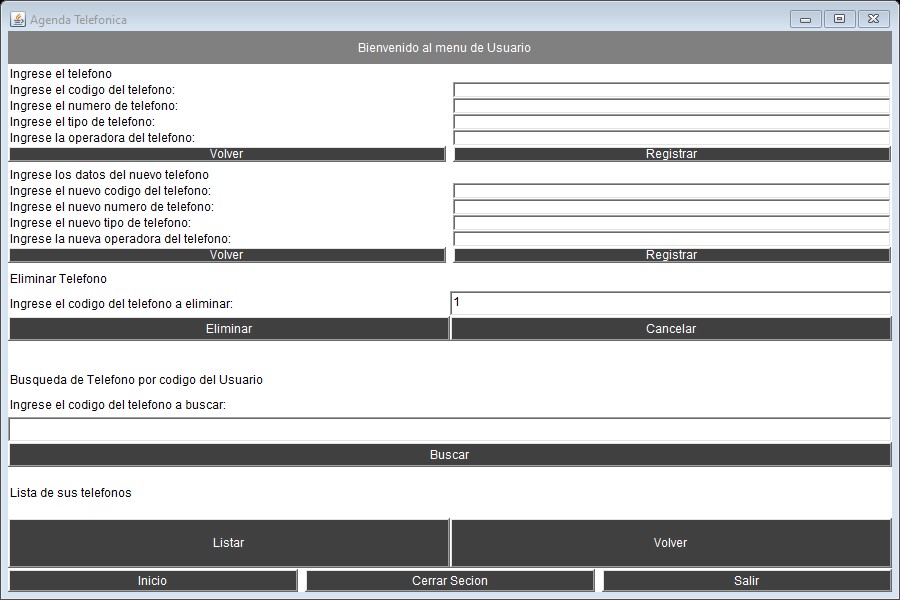 Agenda Telefonica
Bienvenido al menu de Usuario
Ingrese el telefono
Ingrese el codigo del telefono:
Ingrese el numero de telefono:
Ingrese el tipo de telefono:
Ingrese la operadora del telefono:
Volver Registrar
Ingrese los datos del nuevo telefono
Ingrese el nuevo codigo del telefono:
Ingrese el nuevo numero de telefono:
Ingrese el nuevo tipo de telefono:
Ingrese la nueva operadora del telefono:
Volver Registrar
Eliminar Telefono
Ingrese el codigo del telefono a eliminar: 1
Eliminar Cancelar
Busqueda de Telefono por codigo del Usuario
Ingrese el codigo del telefono a buscar:
Buscar
Lista de sus telefonos
Listar Volver
Inicio Cerrar Secion Salir